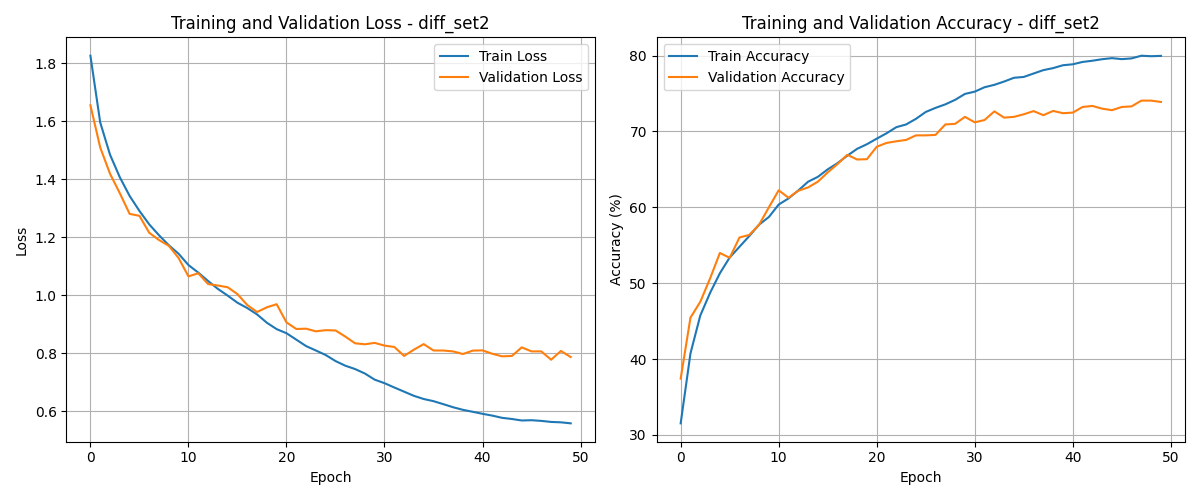 Training and Validation Loss - diff_set2
Train Loss
Validation Loss
1.8
1.6
1.4
1.2
1.0
0.8
0.6
Loss
0 10 20 30 40 50
Epoch
Training and Validation Accuracy - diff_set2
Train Accuracy
Validation Accuracy
80
70
60
50
40
30
Accuracy (%)
0 10 20 30 40 50
Epoch